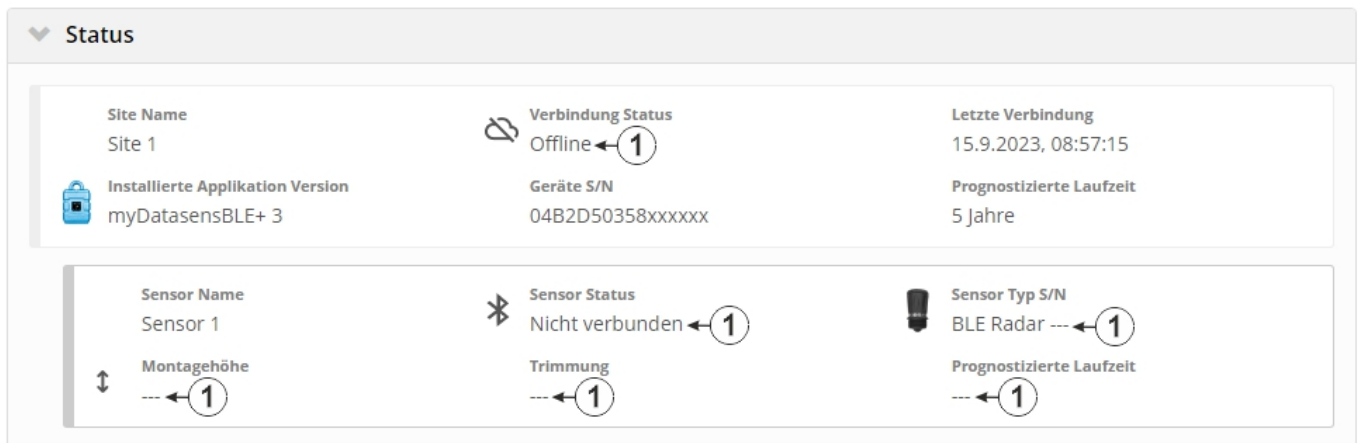 Status
Site Name
Site 1
Verbindung Status
Offline 1
Letzte Verbindung
15.9.2023, 08:57:15
Installierte Applikation Version
myDatasensBLE+ 3
Geräte S/N
04B2D50358xxxxxx
Prognostizierte Laufzeit
5 Jahre
Sensor Name
Sensor 1
Sensor Status
Nicht verbunden 1
Sensor Typ S/N
BLE Radar --- 1
Montagehöhe
--- 1
Trimmung
--- 1
Prognostizierte Laufzeit
--- 1